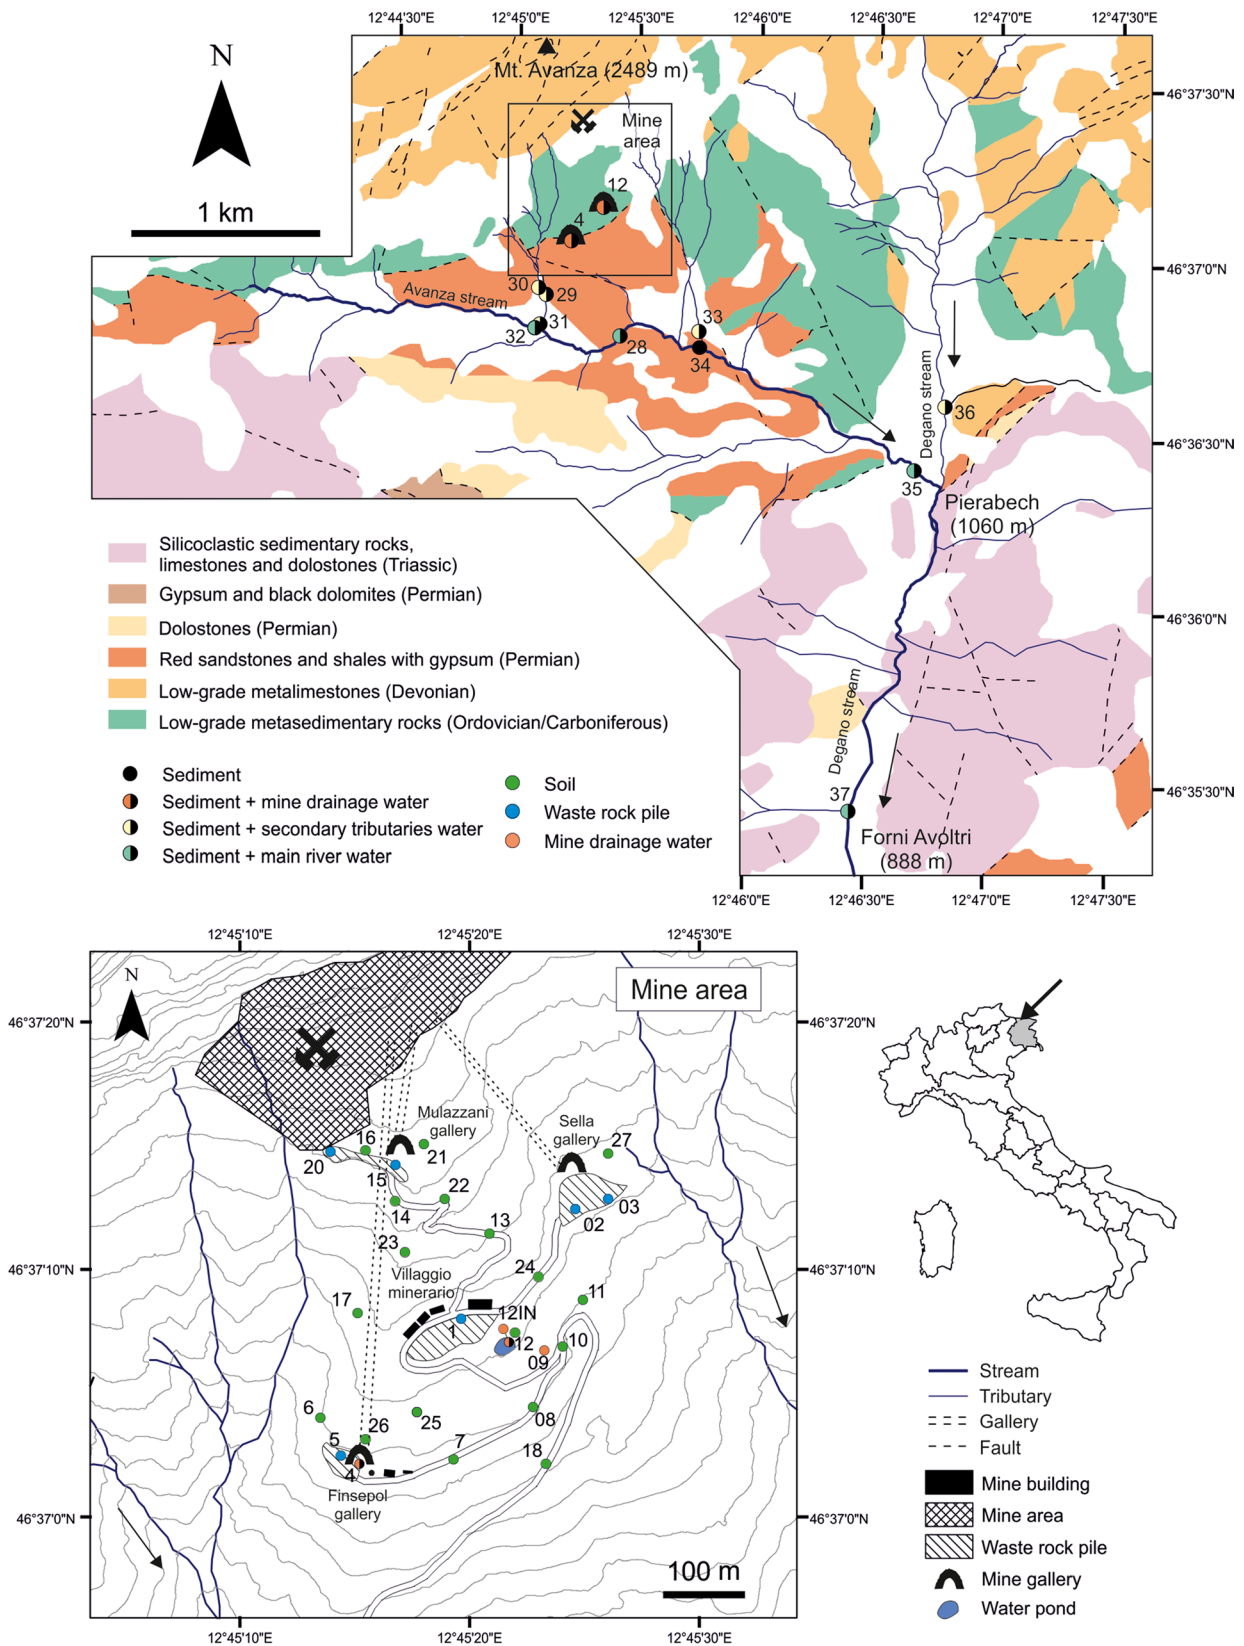 12°44'30"E 12°45'0"E 12°45'30"E 12°46'0"E 12°46'30"E 12°47'0"E 12°47'30"E
N
Mt. Avanza (2489 m)
46°37'30"N
Mine
area
12
1 km
4
46°37'0"N
30
29
Avanza stream
31
32
28
33
34
Degano stream
36
46°36'30"N
35
Pierabech
(1060 m)
Silicoclastic sedimentary rocks,
limestones and dolostones (Triassic)
Gypsum and black dolomites (Permian)
Dolostones (Permian)
Red sandstones and shales with gypsum (Permian)
Low-grade metalimestones (Devonian)
Low-grade metasedimentary rocks (Ordovician/Carboniferous)
46°36'0"N
Degano stream
Sediment
Sediment + mine drainage water
Sediment + secondary tributaries water
Sediment + main river water
Soil
Waste rock pile
Mine drainage water
46°35'30"N
37
Forni Avoltri
(888 m)
12°46'0"E 12°46'30"E 12°47'0"E 12°47'30"E
12°45'10"E 12°45'20"E 12°45'30"E
N
Mine area
46°37'20"N 46°37'20"N
Mulazzani
gallery
Sella
gallery
16
27
20
21
15
22
14
03
02
13
23
46°37'10"N 46°37'10"N
24
Villaggio
minerario
11
17
12IN
1
12
10
09
6
25
08
26
5
7
18
4
Finsepol
gallery
46°37'0"N 46°37'0"N
100 m
12°45'10"E 12°45'20"E 12°45'30"E
Stream
Tributary
Gallery
Fault
Mine building
Mine area
Waste rock pile
Mine gallery
Water pond